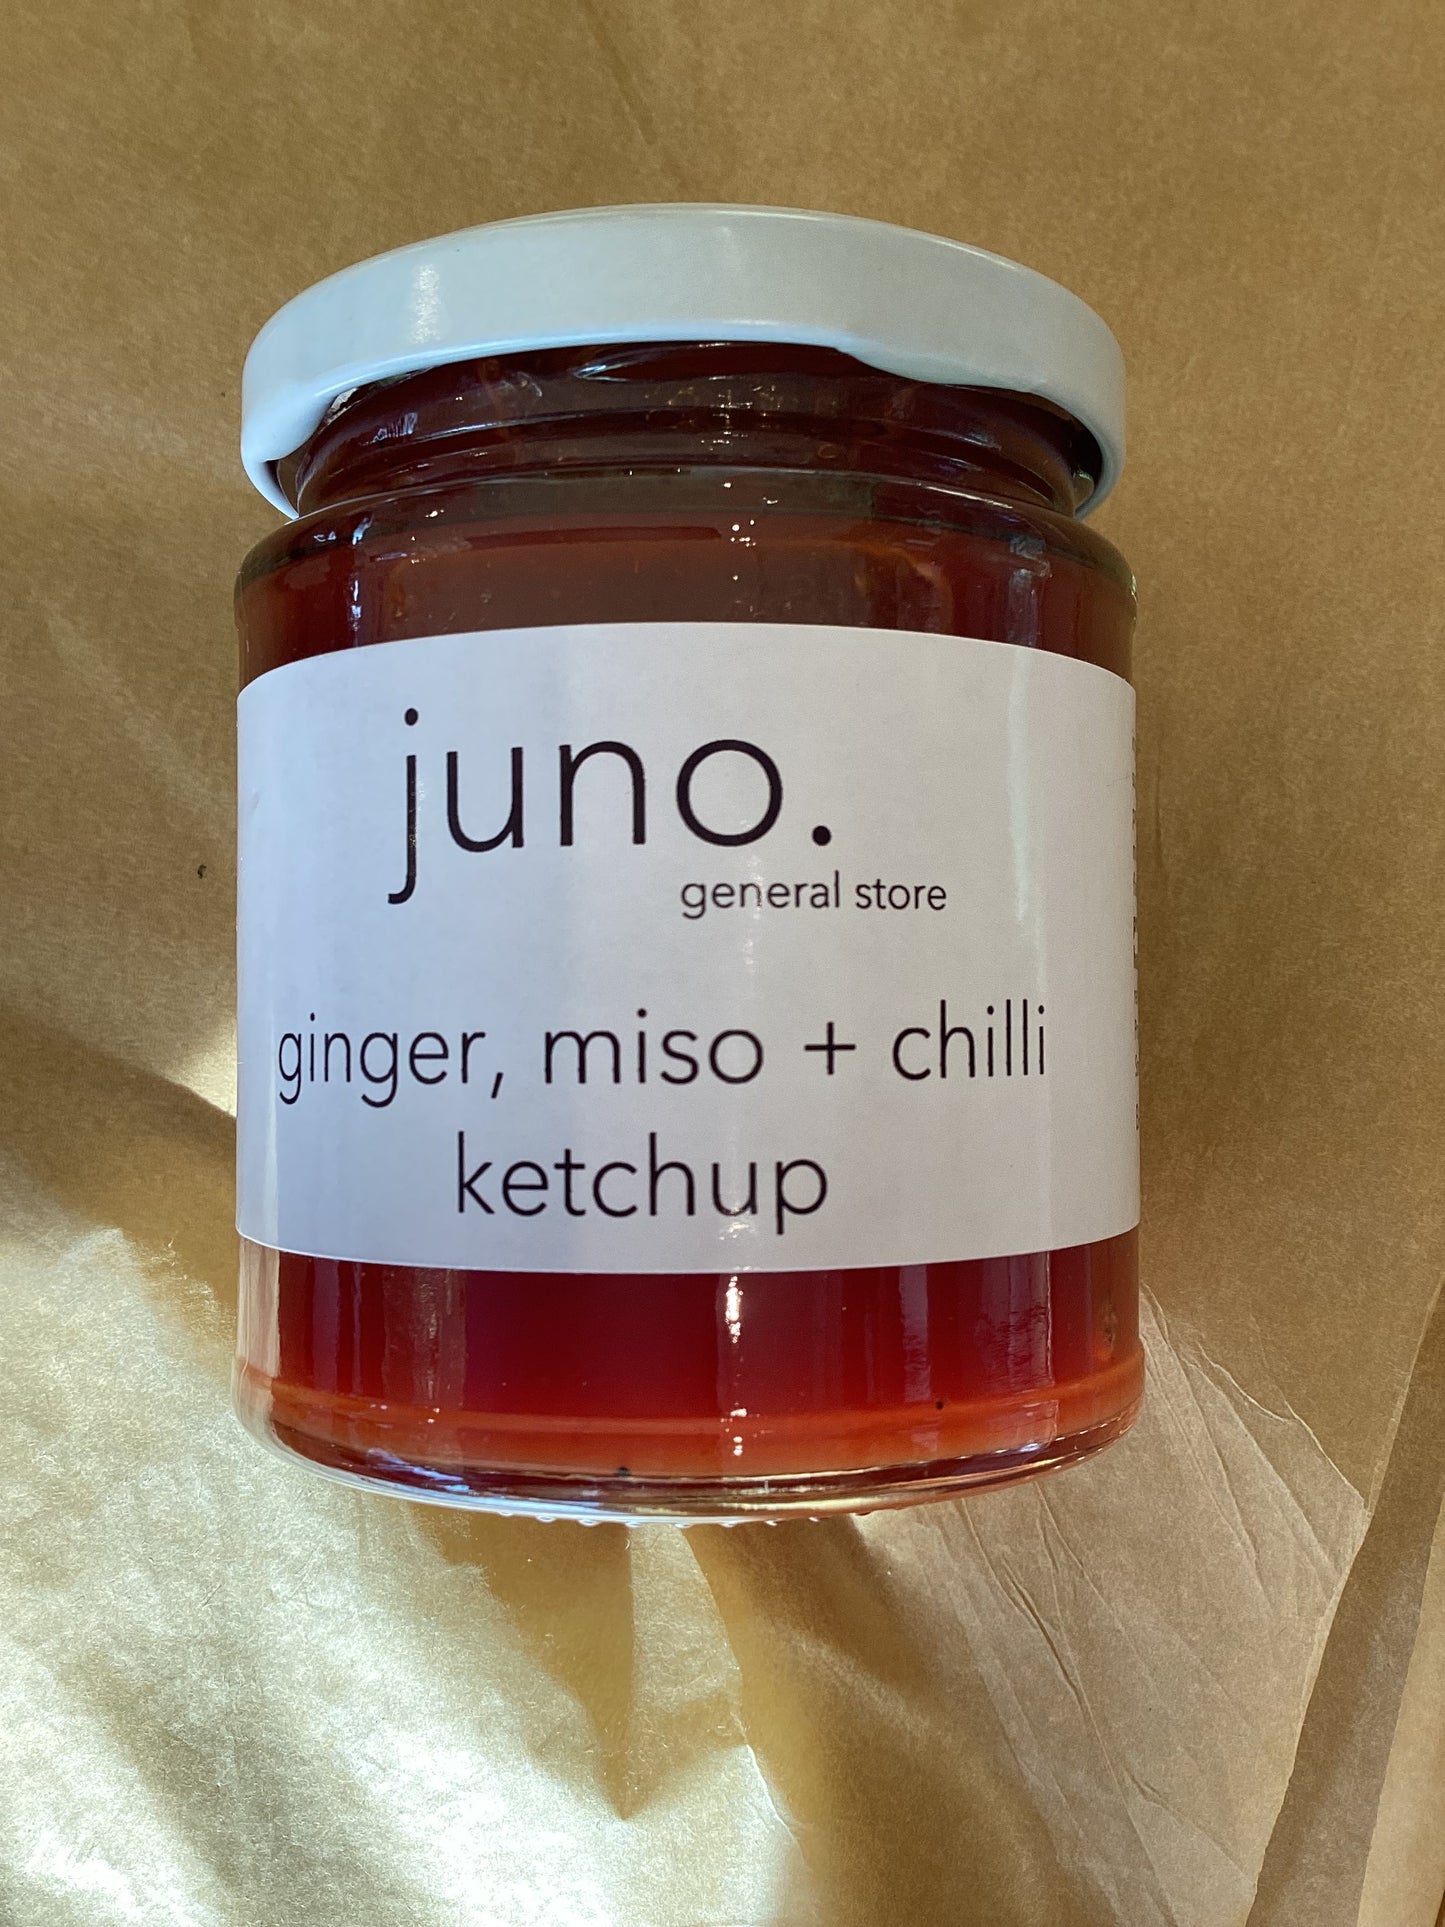 juno.
general store
ginger, miso + chilli
ketchup